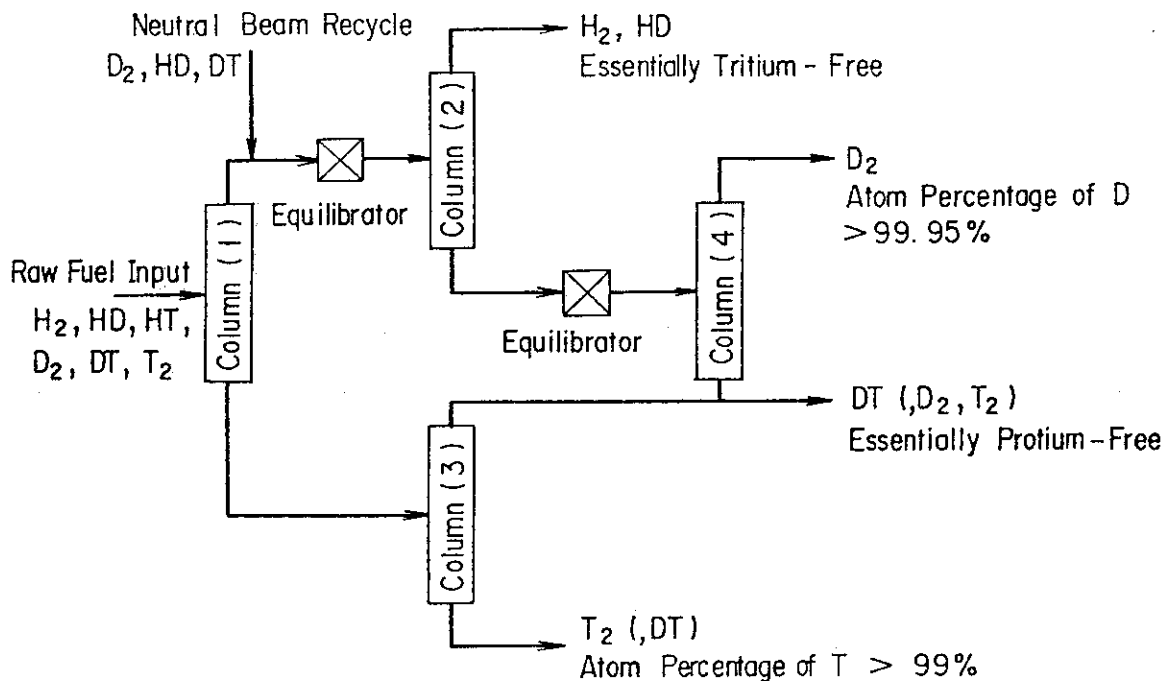 Neutral Beam Recycle
D₂, HD, DT
H₂, HD
Essentially Tritium - Free
Column (2)
Equilibrator
D₂
Atom Percentage of D
> 99.95%
Column (1)
Raw Fuel Input
H₂, HD, HT,
D₂, DT, T₂
Equilibrator
Column (4)
DT (,D₂, T₂)
Essentially Protium-Free
Column (3)
T₂ (,DT)
Atom Percentage of T > 99%